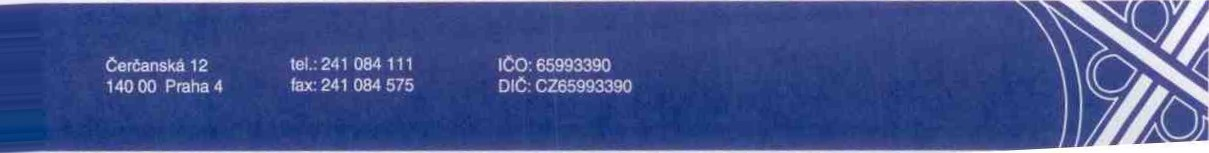 Čerčanská 12
140 00 Praha 4
tel.: 241 084 111
fax: 241 084 575
IČO: 65993390
DIČ: CZ65993390